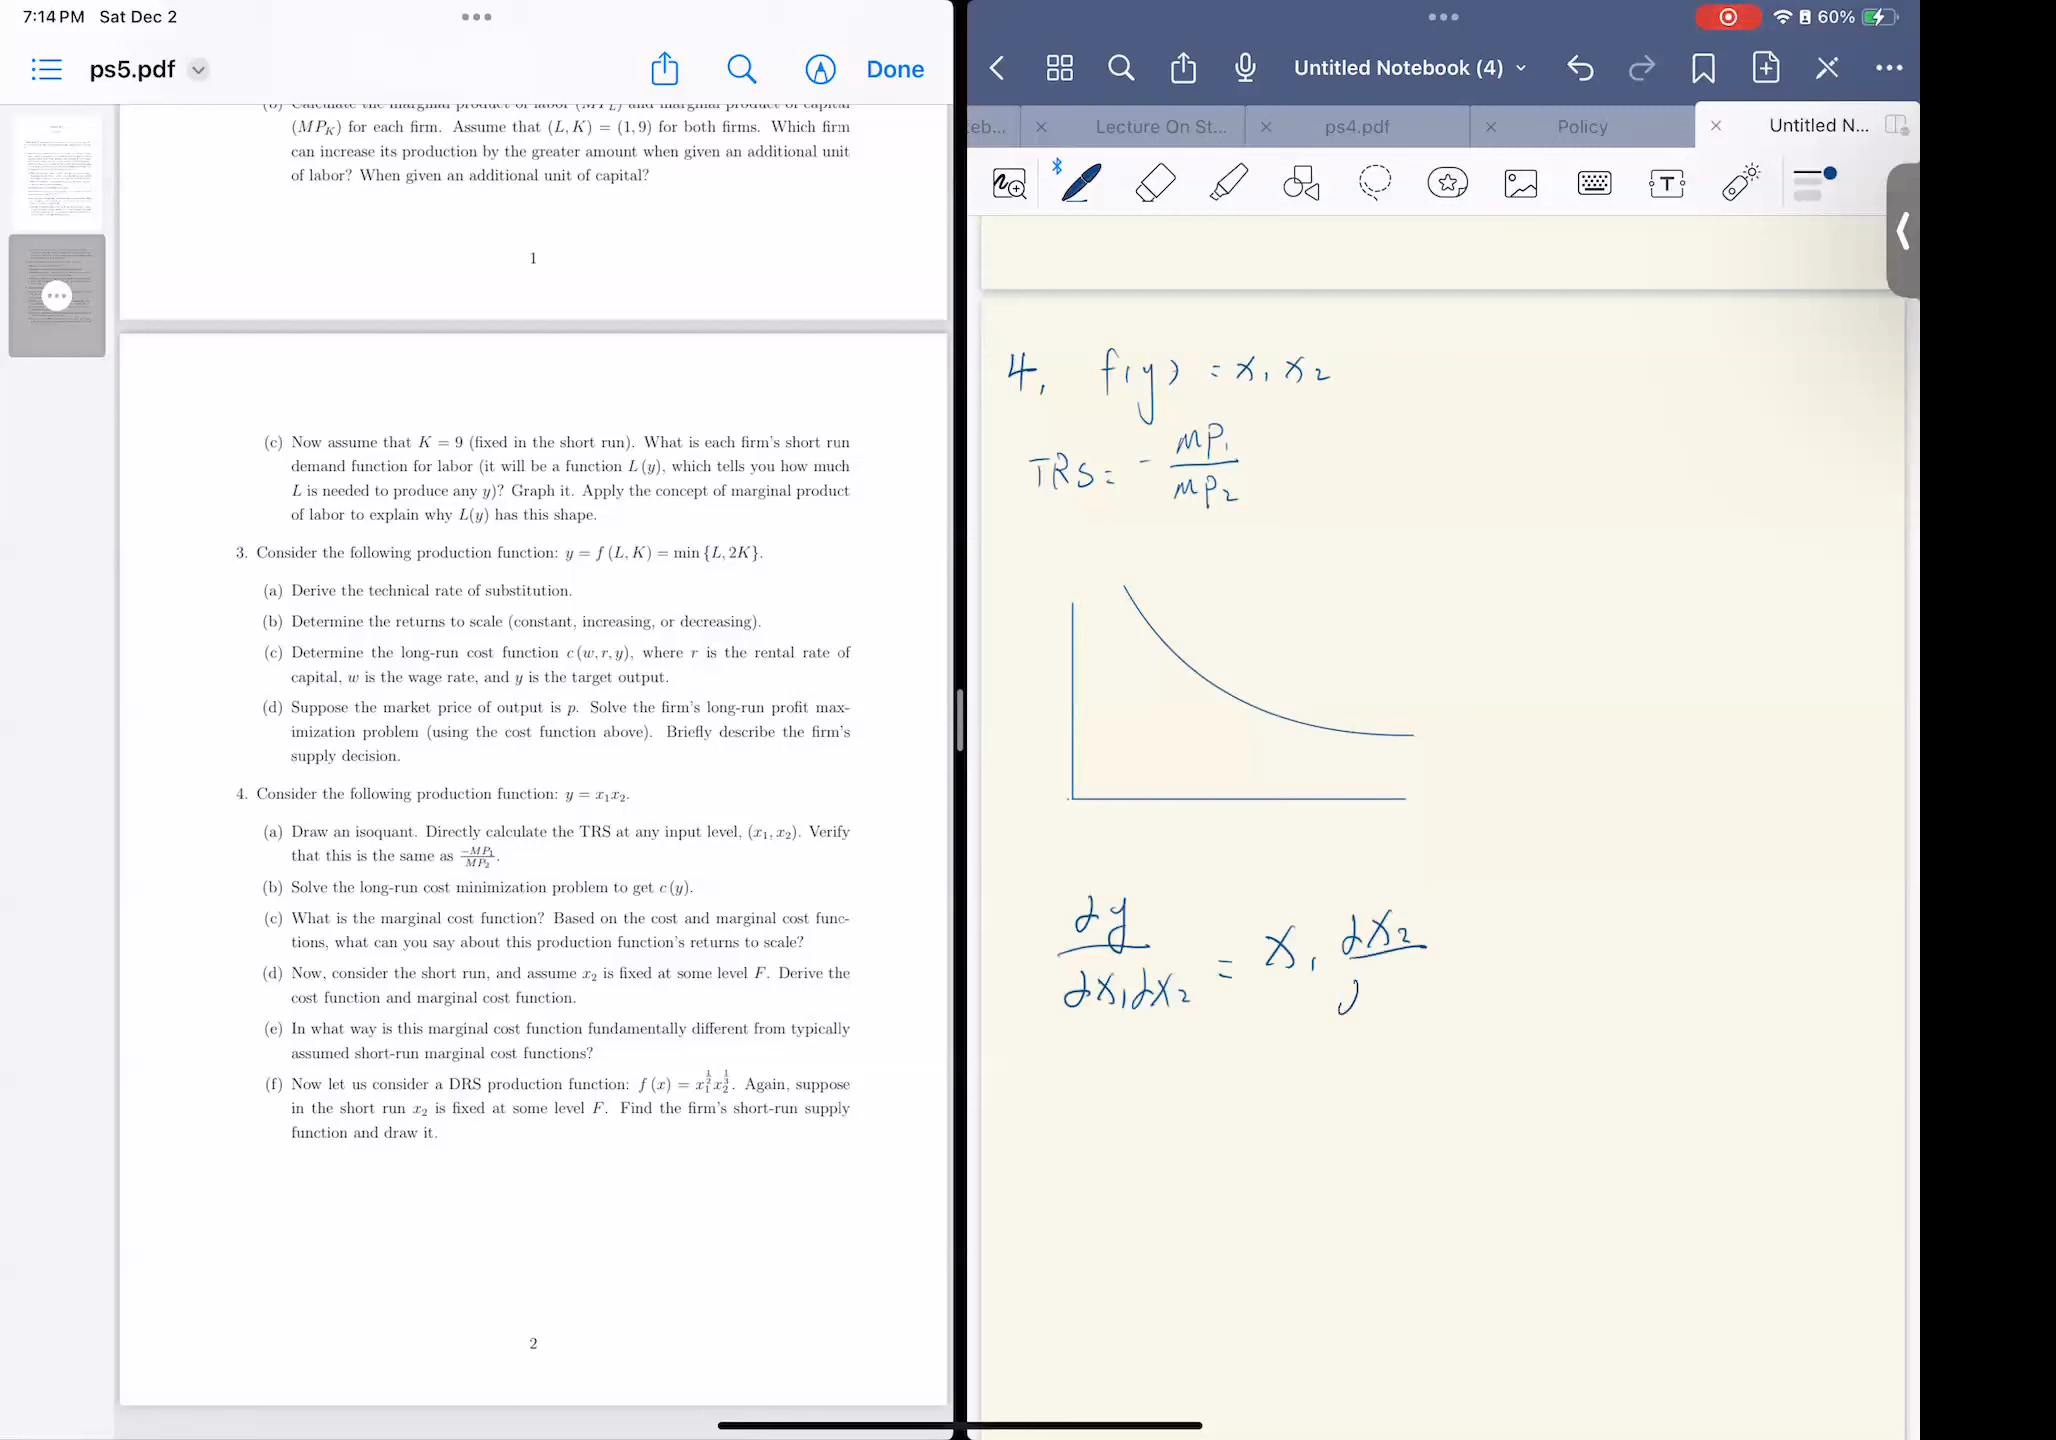 7:14 PM Sat Dec 2
ps5.pdf
Done
(MP_K) for each firm. Assume that (L, K) = (1, 9) for both firms. Which firm
can increase its production by the greater amount when given an additional unit
of labor? When given an additional unit of capital?
1
(c) Now assume that K = 9 (fixed in the short run). What is each firm's short run
demand function for labor (it will be a function L (y), which tells you how much
L is needed to produce any y)? Graph it. Apply the concept of marginal product
of labor to explain why L(y) has this shape.
3. Consider the following production function: y = f (L, K) = min {L, 2K}.
(a) Derive the technical rate of substitution.
(b) Determine the returns to scale (constant, increasing, or decreasing).
(c) Determine the long-run cost function c (w, r, y), where r is the rental rate of
capital, w is the wage rate, and y is the target output.
(d) Suppose the market price of output is p. Solve the firm's long-run profit max-
imization problem (using the cost function above). Briefly describe the firm's
supply decision.
4. Consider the following production function: y = x₁x₂.
(a) Draw an isoquant. Directly calculate the TRS at any input level, (x₁, x₂). Verify
that this is the same as −MP₁/MP₂.
(b) Solve the long-run cost minimization problem to get c (y).
(c) What is the marginal cost function? Based on the cost and marginal cost func-
tions, what can you say about this production function's returns to scale?
(d) Now, consider the short run, and assume x₂ is fixed at some level F. Derive the
cost function and marginal cost function.
(e) In what way is this marginal cost function fundamentally different from typically
assumed short-run marginal cost functions?
(f) Now let us consider a DRS production function: f (x) = x₁^{1/2} x₂^{1/3}. Again, suppose
in the short run x₂ is fixed at some level F. Find the firm's short-run supply
function and draw it.
2
60%
Untitled Notebook (4)
eb...
Lecture On St...
ps4.pdf
Policy
Untitled N...
T
4, f(y) = x₁ x₂
TRS = - MP₁/MP₂
∂y/∂x₁∂x₂ = x₁ ∂x₂